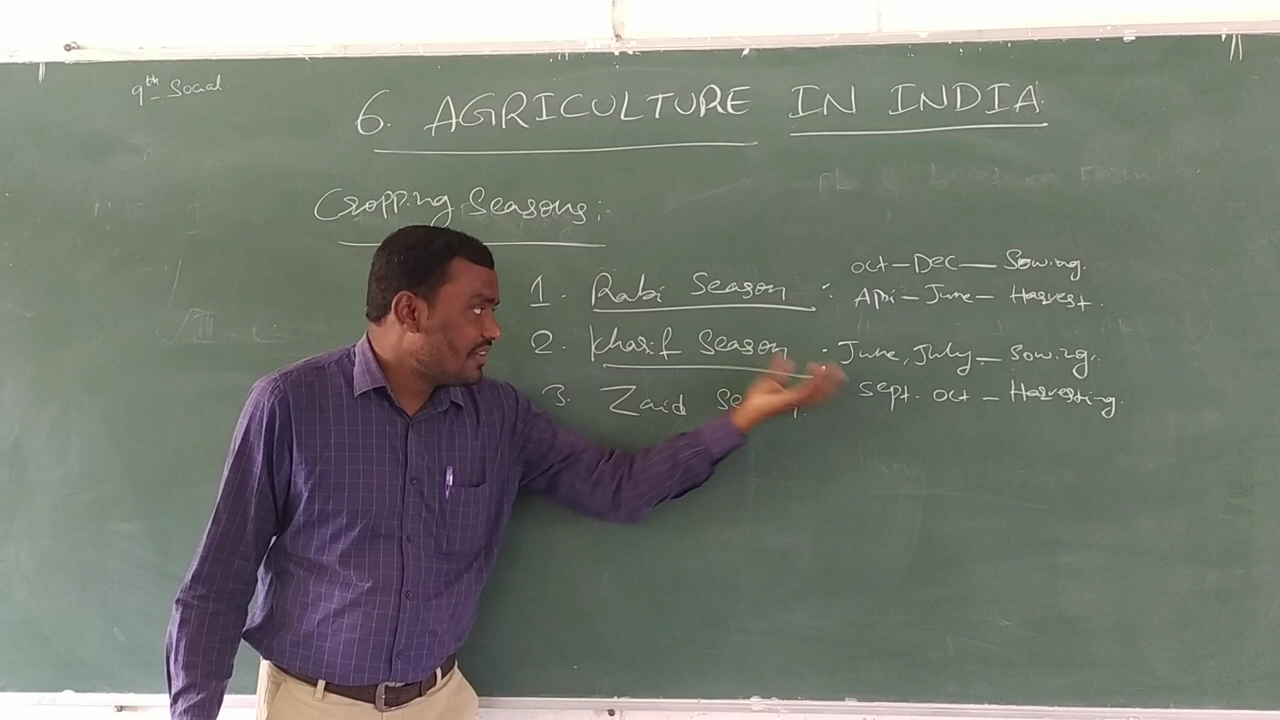 9th Social
6. AGRICULTURE IN INDIA
Cropping Seasons:-
1. Rabi Season : Oct - Dec - Sowing.
Apri - June - Harvest.
2. Kharif Season : June, July - Sowing.
Sept. Oct - Harvesting.
3. Zaid